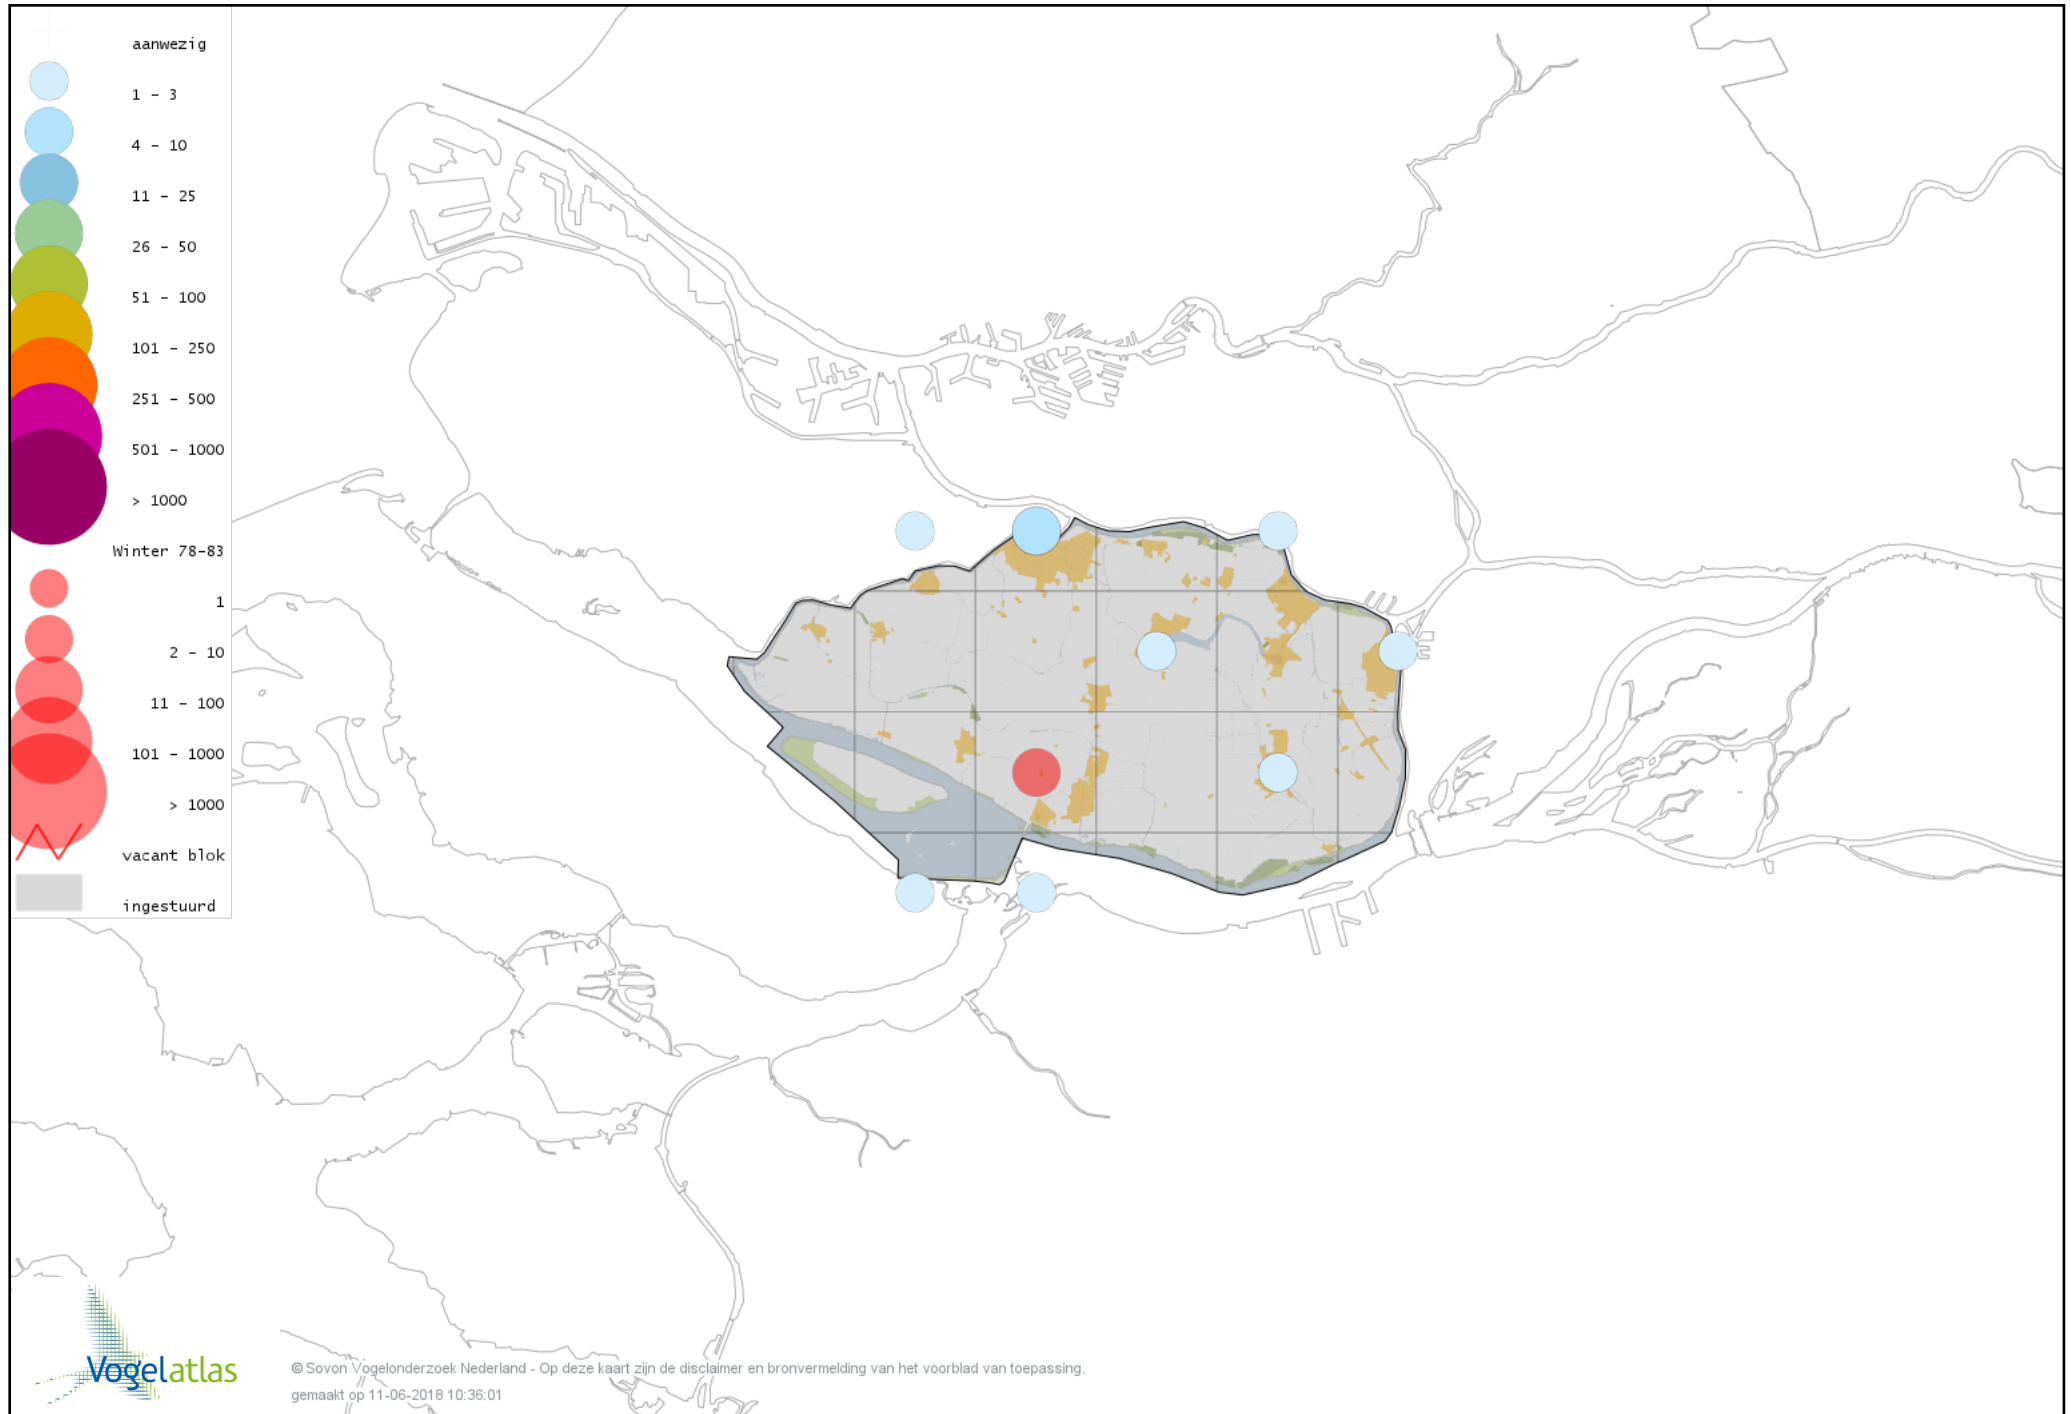 aanwezig
1 - 3
4 - 10
11 - 25
26 - 50
51 - 100
101 - 250
251 - 500
501 - 1000
> 1000
Winter 78-83
1
2 - 10
11 - 100
101 - 1000
> 1000
vacant blok
ingestuurd
Vogelatlas
© Sovon Vogelonderzoek Nederland - Op deze kaart zijn de disclaimer en bronvermelding van het voorblad van toepassing.
gemaakt op 11-06-2018 10:36:01